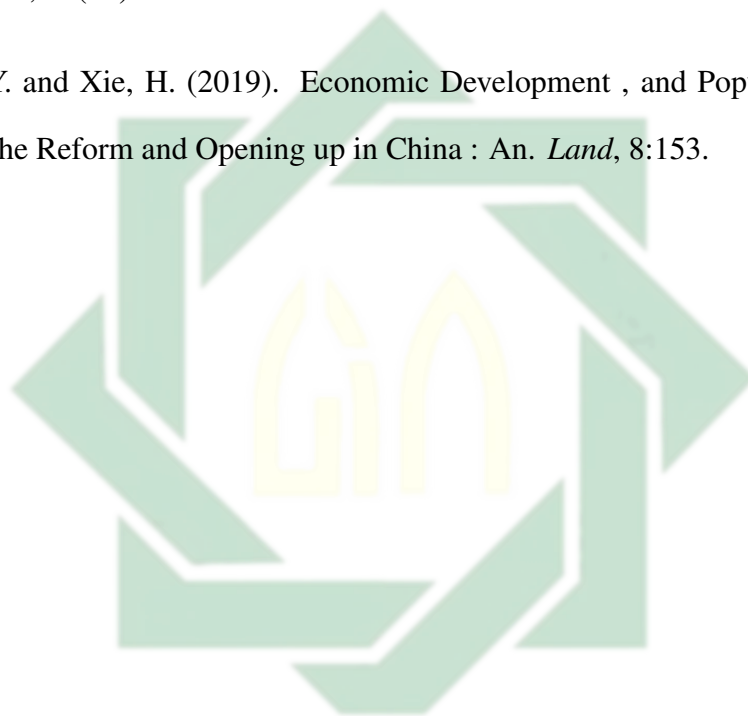 Y. and Xie, H. (2019). Economic Development , and Pop
he Reform and Opening up in China : An. Land, 8:153.